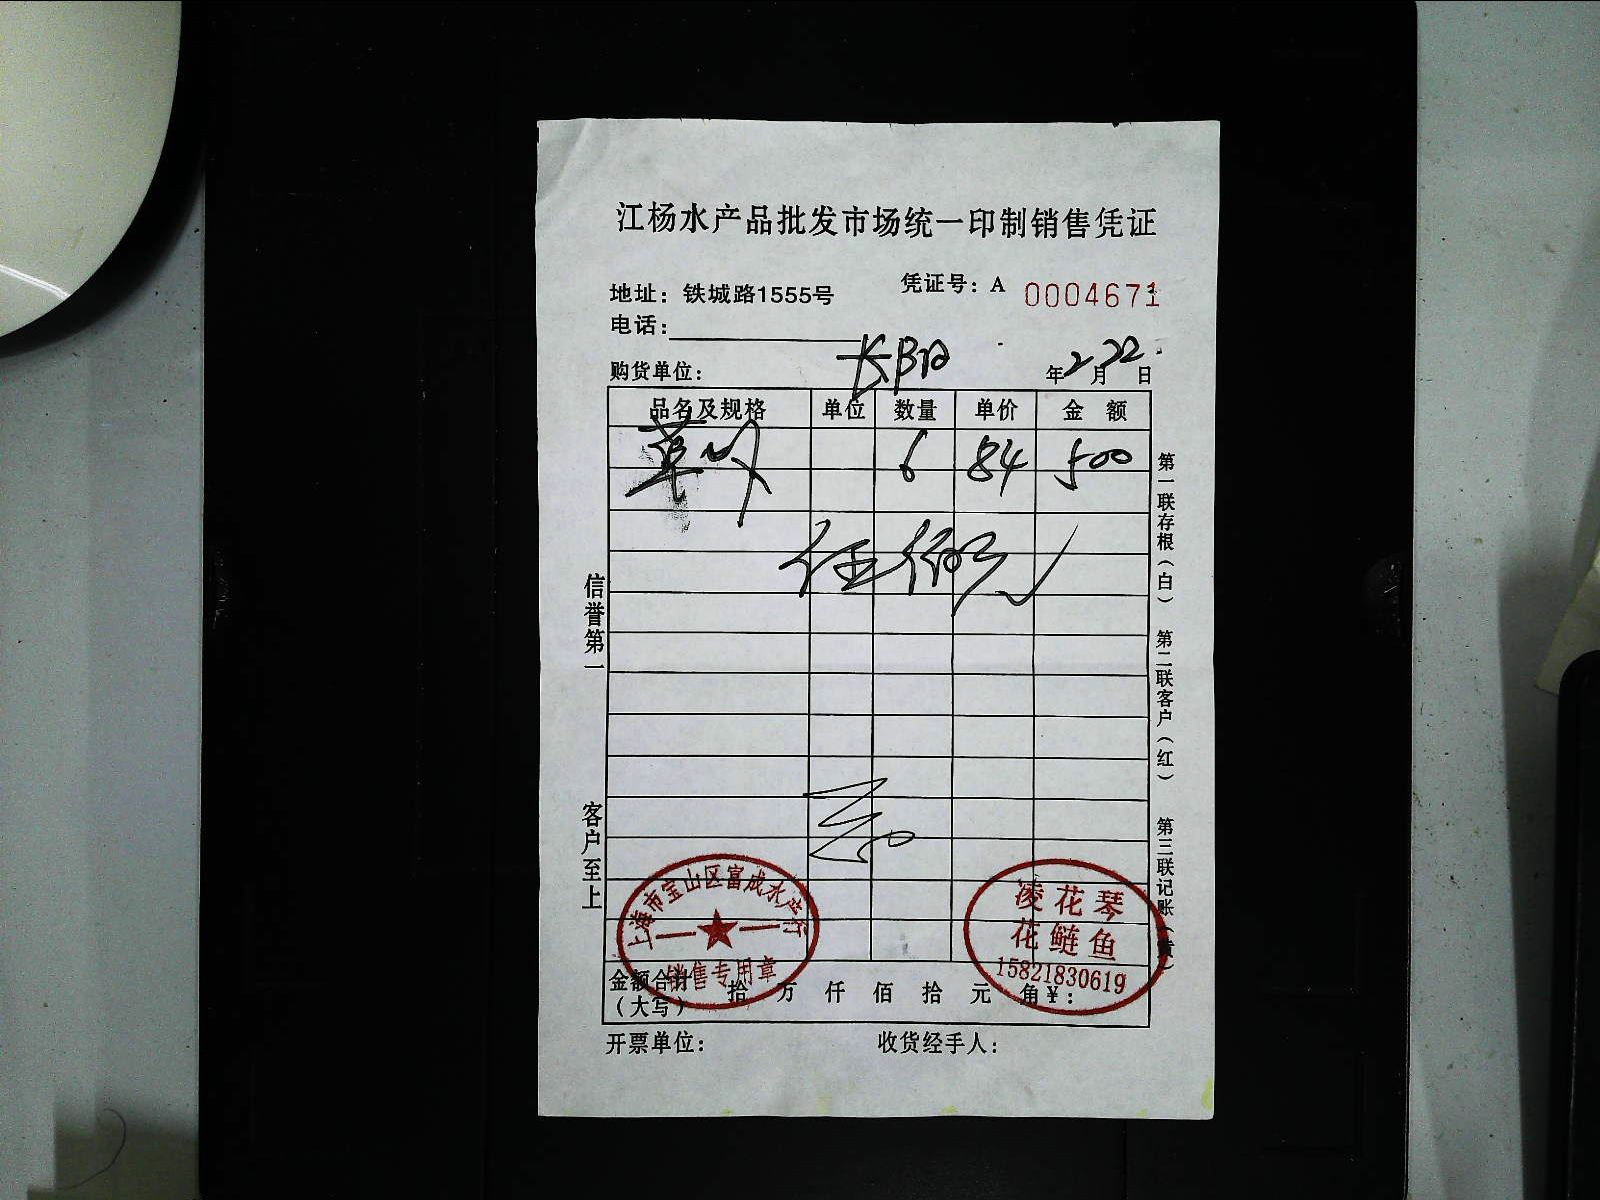 江杨水产品批发市场统一印制销售凭证
地址：铁城路1555号
凭证号：A 0004671
电话：
购货单位：
年2月22日
品名及规格 单位 数量 单价 金额
6 84 500
信誉第一
客户至上
第一联存根（白） 第二联客户（红） 第三联记账（黄）
上海市宝山区富成水产行
销售专用章
凌花琴
花鲢鱼
15821830619
金额合计（大写） 拾 万 仟 佰 拾 元 角 ¥：
开票单位： 收货经手人：